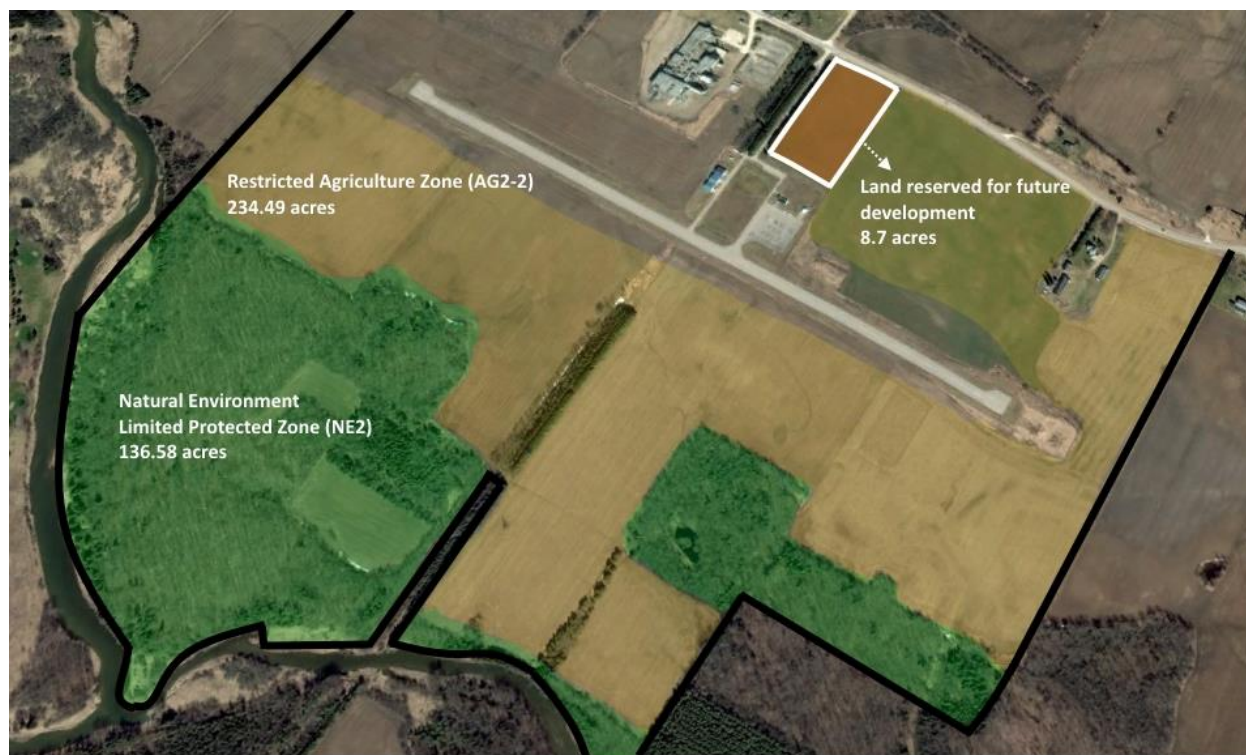 Restricted Agriculture Zone (AG2-2)
234.49 acres
Land reserved for future
development
8.7 acres
Natural Environment
Limited Protected Zone (NE2)
136.58 acres